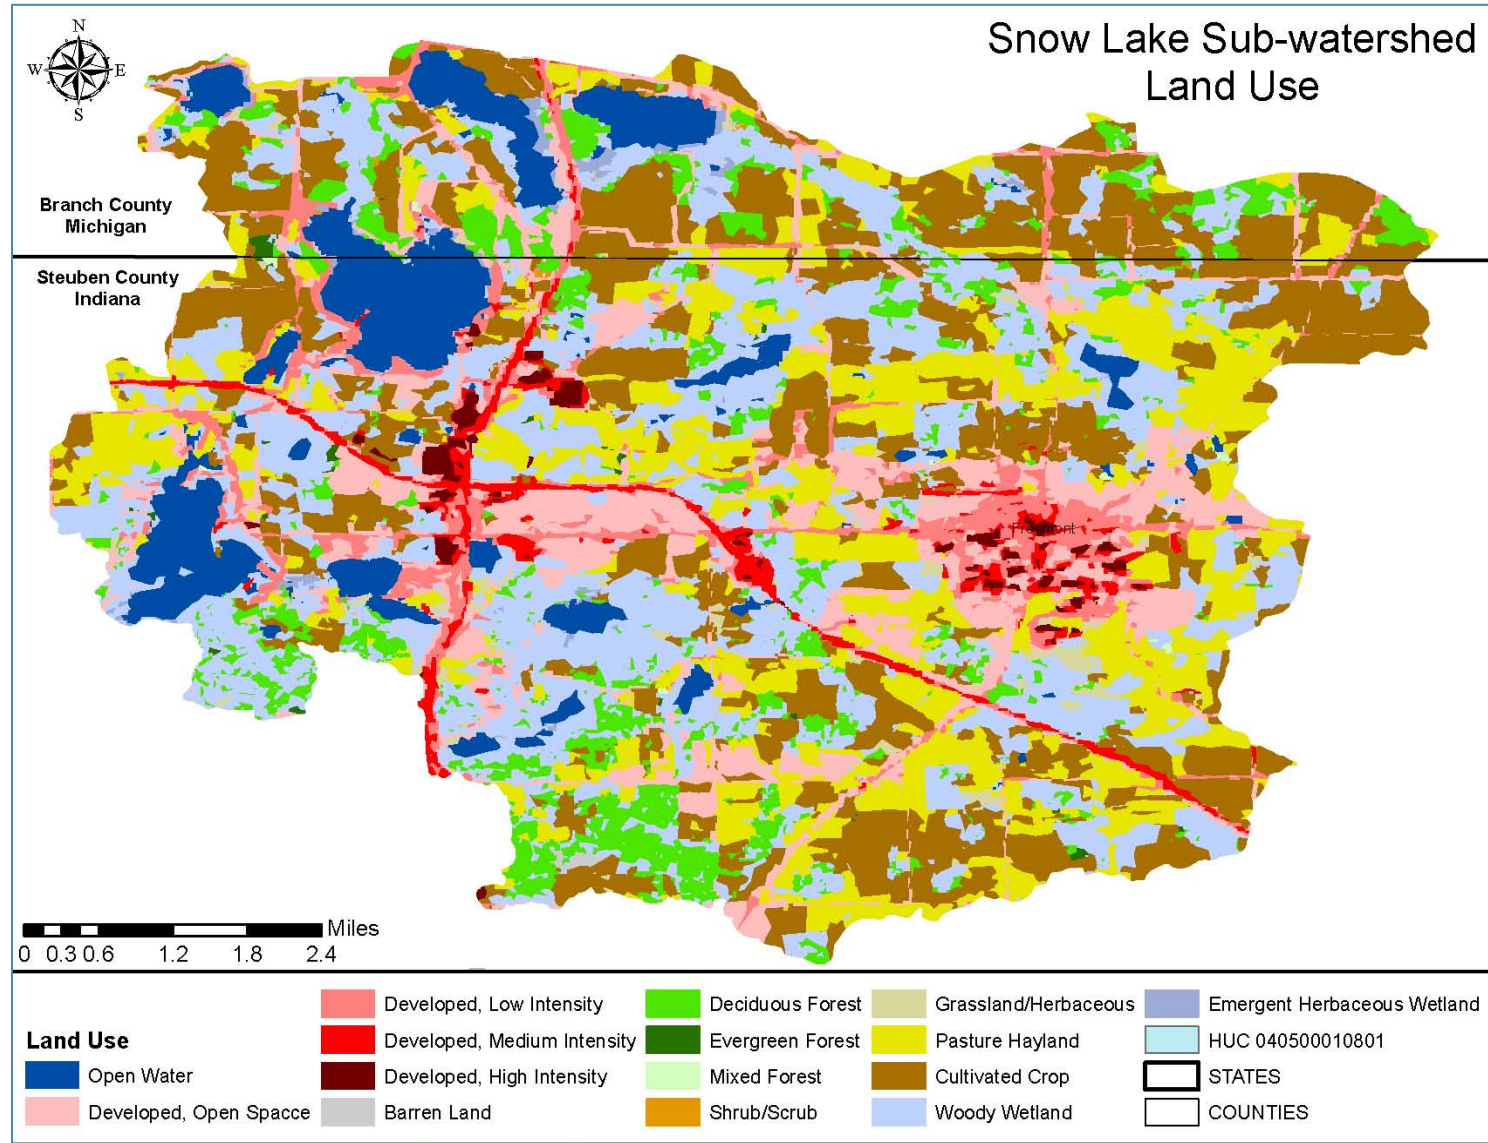 N
W E
S
Snow Lake Sub-watershed
Land Use
Branch County
Michigan
Steuben County
Indiana
Freemont
Miles
0 0.3 0.6 1.2 1.8 2.4
Land Use
Open Water
Developed, Open Spacce
Developed, Low Intensity
Developed, Medium Intensity
Developed, High Intensity
Barren Land
Deciduous Forest
Evergreen Forest
Mixed Forest
Shrub/Scrub
Grassland/Herbaceous
Pasture Hayland
Cultivated Crop
Woody Wetland
Emergent Herbaceous Wetland
HUC 040500010801
STATES
COUNTIES